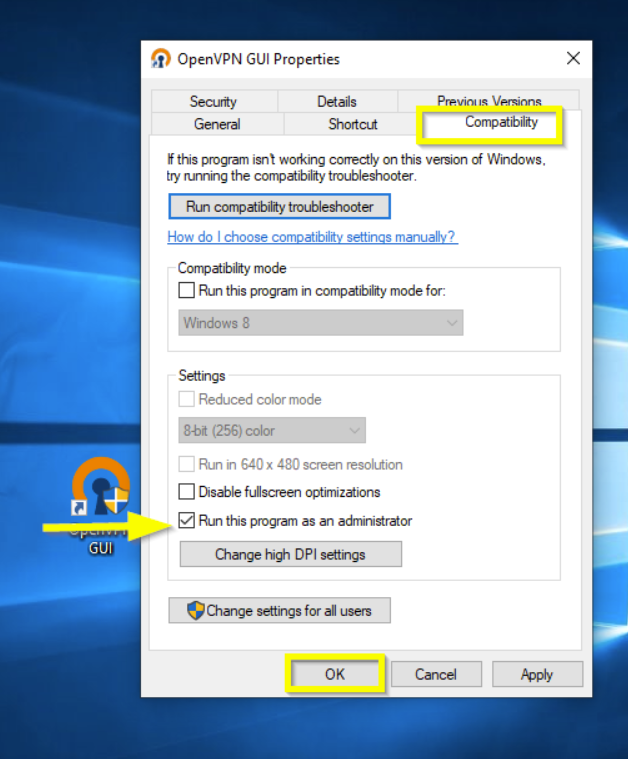 OpenVPN GUI Properties
Security Details Previous Versions
General Shortcut Compatibility
If this program isn't working correctly on this version of Windows,
try running the compatibility troubleshooter.
Run compatibility troubleshooter
How do I choose compatibility settings manually?
Compatibility mode
Run this program in compatibility mode for:
Windows 8
Settings
Reduced color mode
8-bit (256) color
Run in 640 x 480 screen resolution
Disable fullscreen optimizations
Run this program as an administrator
Change high DPI settings
Change settings for all users
OK Cancel Apply
GUI